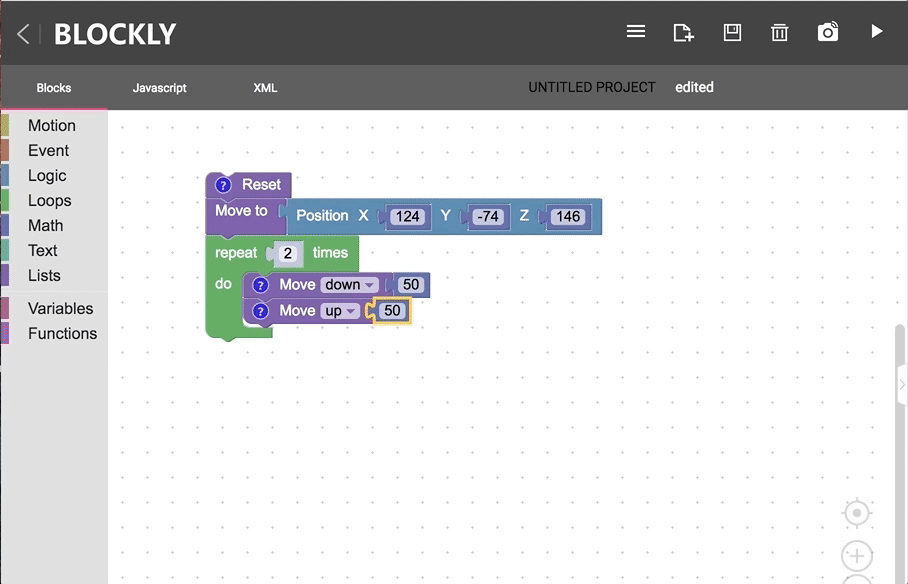 BLOCKLY
Blocks Javascript XML UNTITLED PROJECT edited
Motion
Event
Logic
Loops
Math
Text
Lists
Variables
Functions
? Reset
Move to Position X 124 Y -74 Z 146
repeat 2 times
do ? Move down 50
? Move up 50